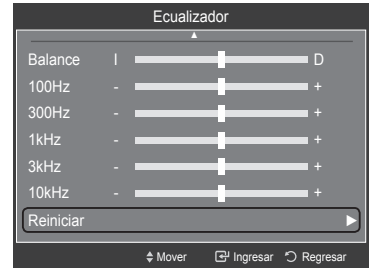 Ecualizador
▲
Balance I D
100Hz - +
300Hz - +
1kHz - +
3kHz - +
10kHz - +
Reiniciar ►
Mover Ingresar Regresar